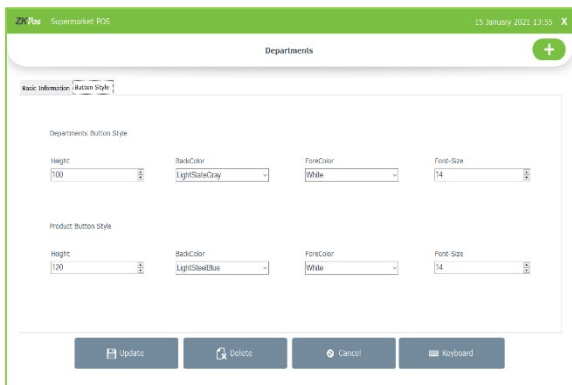 ZKPos Supermarket POS 15 January 2021 13:55 X
Departments +
Basic Information Button Style
Departments Button Style
Height BackColor ForeColor Font-Size
100 LightSlateGray White 14
Product Button Style
Height BackColor ForeColor Font-Size
120 LightSteelBlue White 14
Update Delete Cancel Keyboard